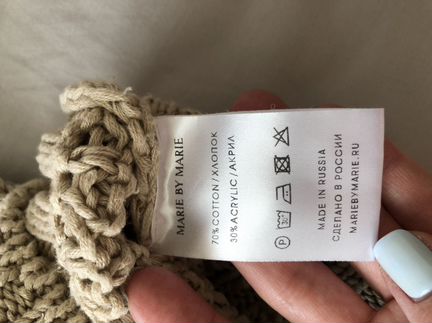 MARIE BY MARIE
70% COTTON / ХЛОПОК
30% ACRYLIC / АКРИЛ
P
MADE IN RUSSIA
СДЕЛАНО В РОССИИ
MARIEBYMARIE.RU